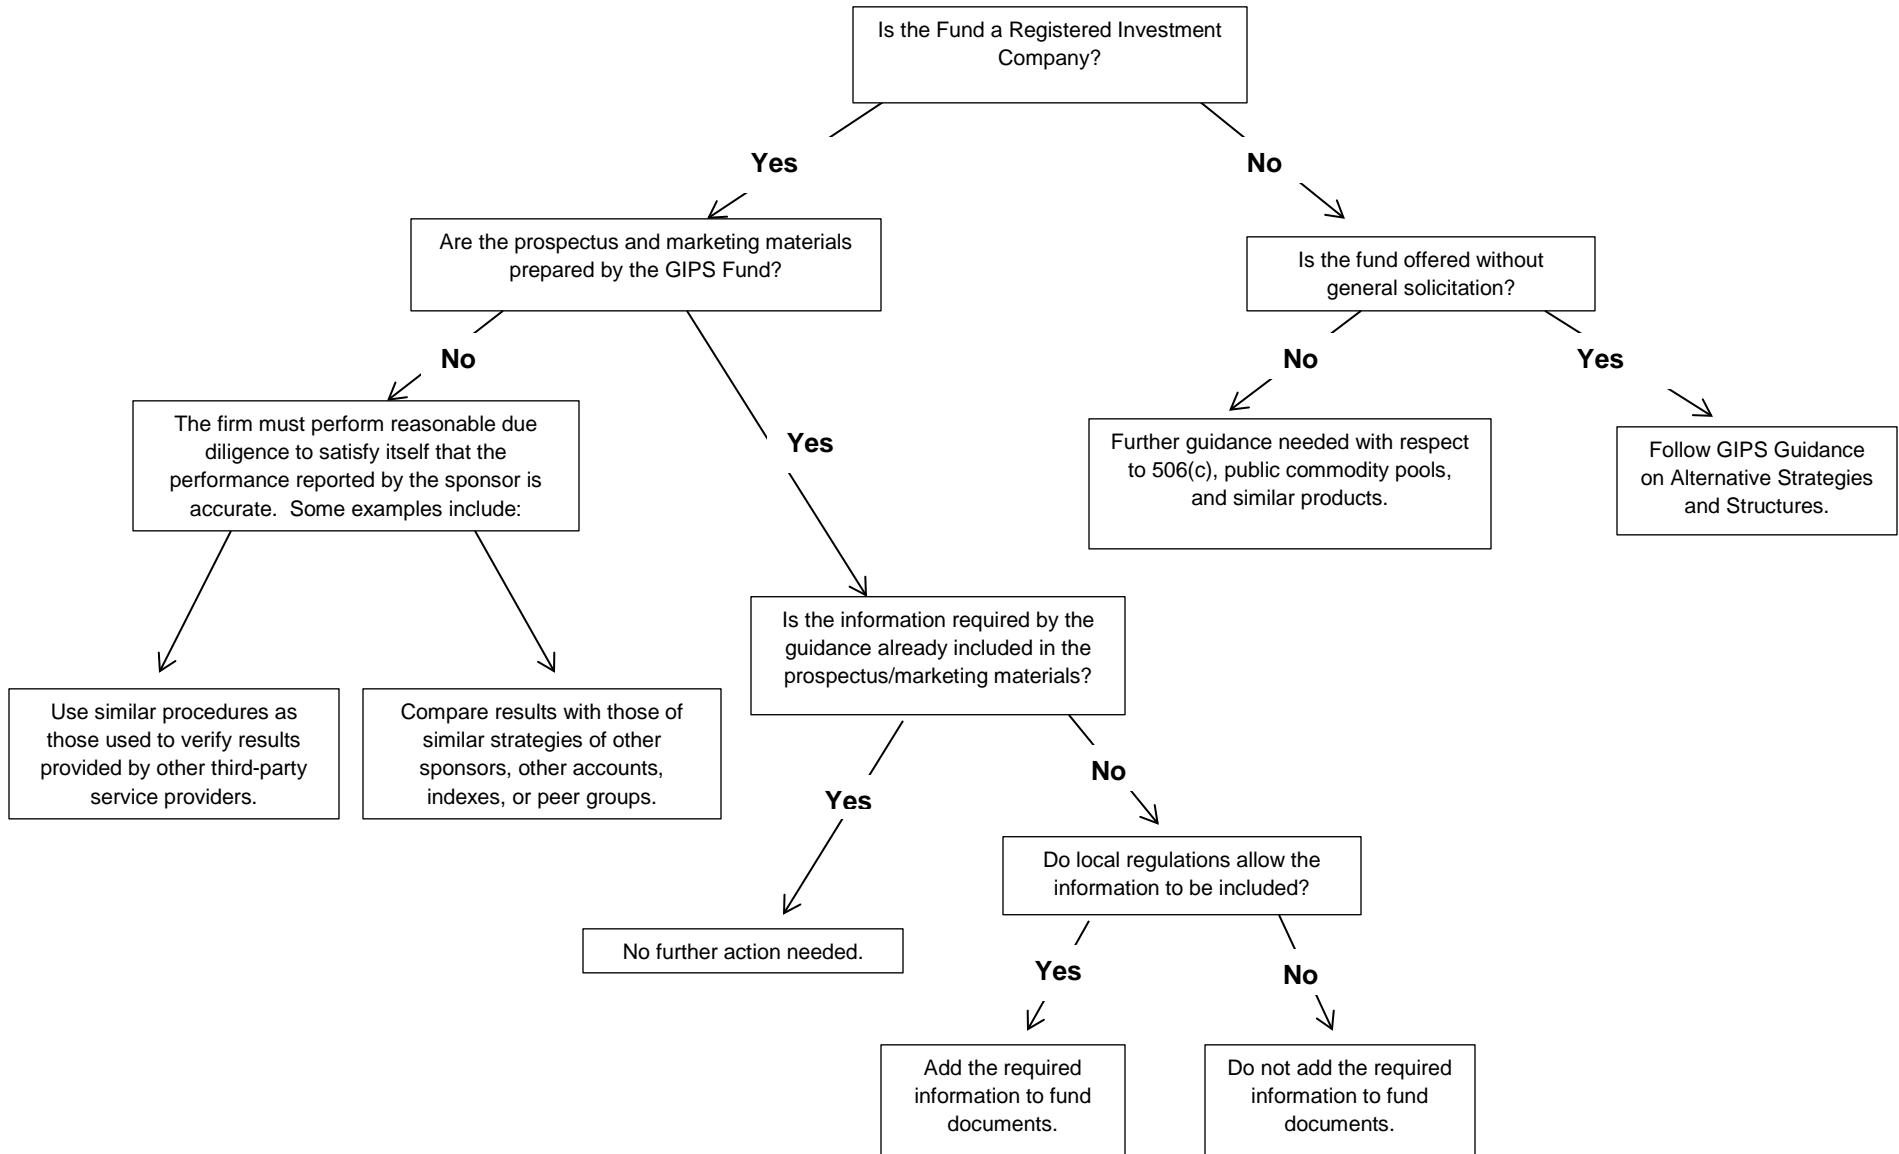 Is the Fund a Registered Investment
Company?
Yes
No
Are the prospectus and marketing materials
prepared by the GIPS Fund?
Is the fund offered without
general solicitation?
No
Yes
No
Yes
The firm must perform reasonable due
diligence to satisfy itself that the
performance reported by the sponsor is
accurate.  Some examples include:
Further guidance needed with respect
to 506(c), public commodity pools,
and similar products.
Follow GIPS Guidance
on Alternative Strategies
and Structures.
Is the information required by the
guidance already included in the
prospectus/marketing materials?
Use similar procedures as
those used to verify results
provided by other third-party
service providers.
Compare results with those of
similar strategies of other
sponsors, other accounts,
indexes, or peer groups.
Yes
No
Do local regulations allow the
information to be included?
No further action needed.
Yes
No
Add the required
information to fund
documents.
Do not add the required
information to fund
documents.